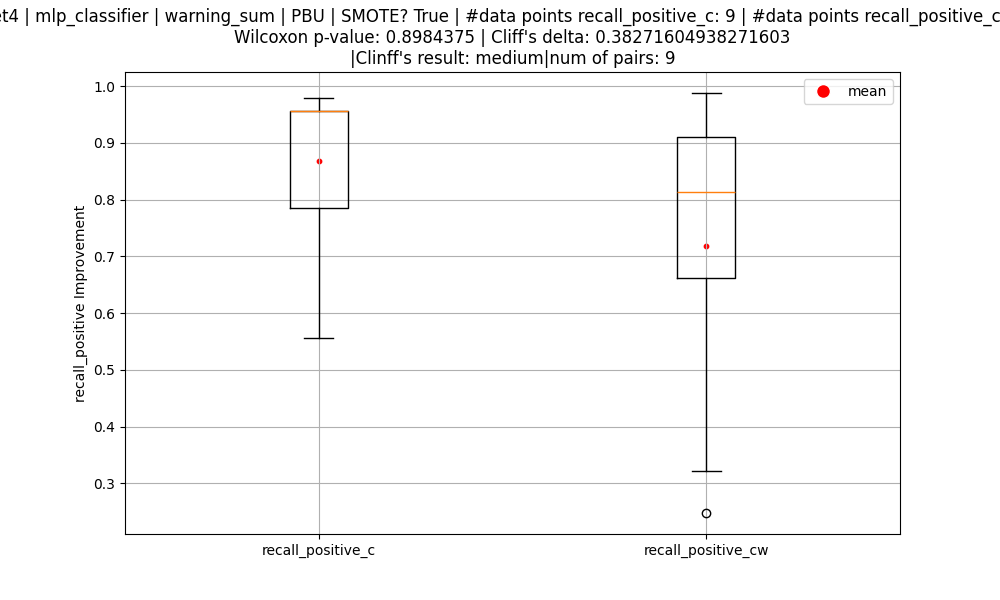 | mlp_classifier | warning_sum | PBU | SMOTE? True | #data points recall_positive_c: 9 | #data points
Wilcoxon p-value: 0.8984375 | Cliff's delta: 0.38271604938271603
|Clinff's result: medium|num of pairs: 9
mean
1.0
0.9
0.8
0.7
0.6
0.5
0.4
0.3
recall_positive Improvement
recall_positive_c
recall_positive_cw